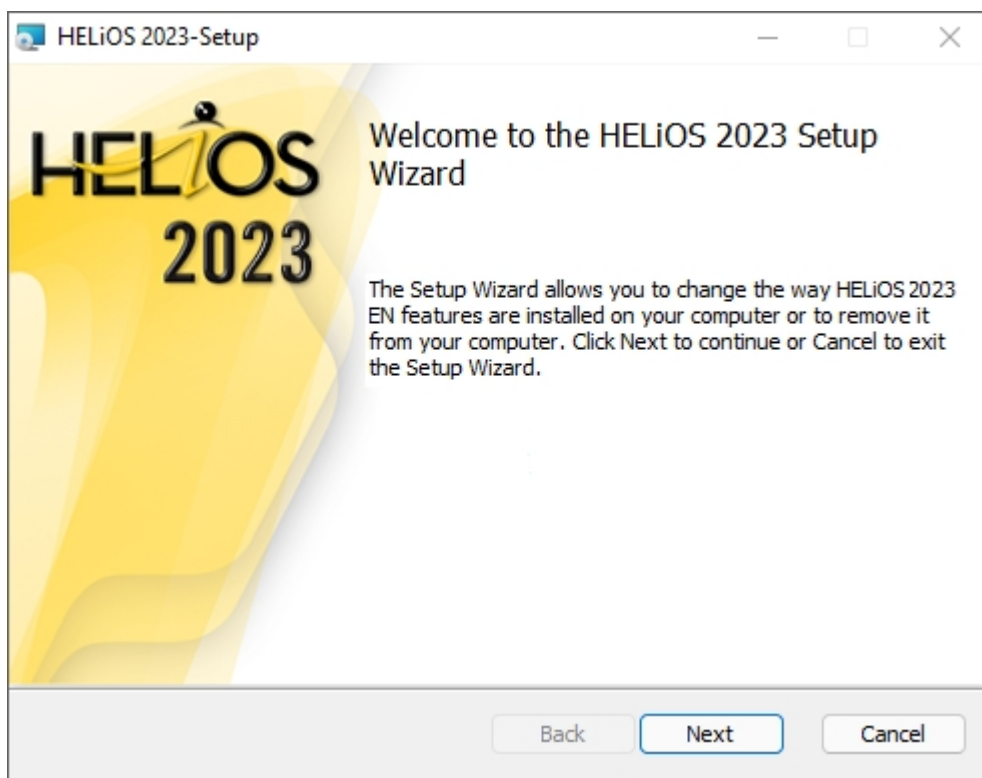 HELiOS 2023-Setup
HELiOS
2023
Welcome to the HELiOS 2023 Setup
Wizard
The Setup Wizard allows you to change the way HELiOS 2023
EN features are installed on your computer or to remove it
from your computer. Click Next to continue or Cancel to exit
the Setup Wizard.
Back Next Cancel